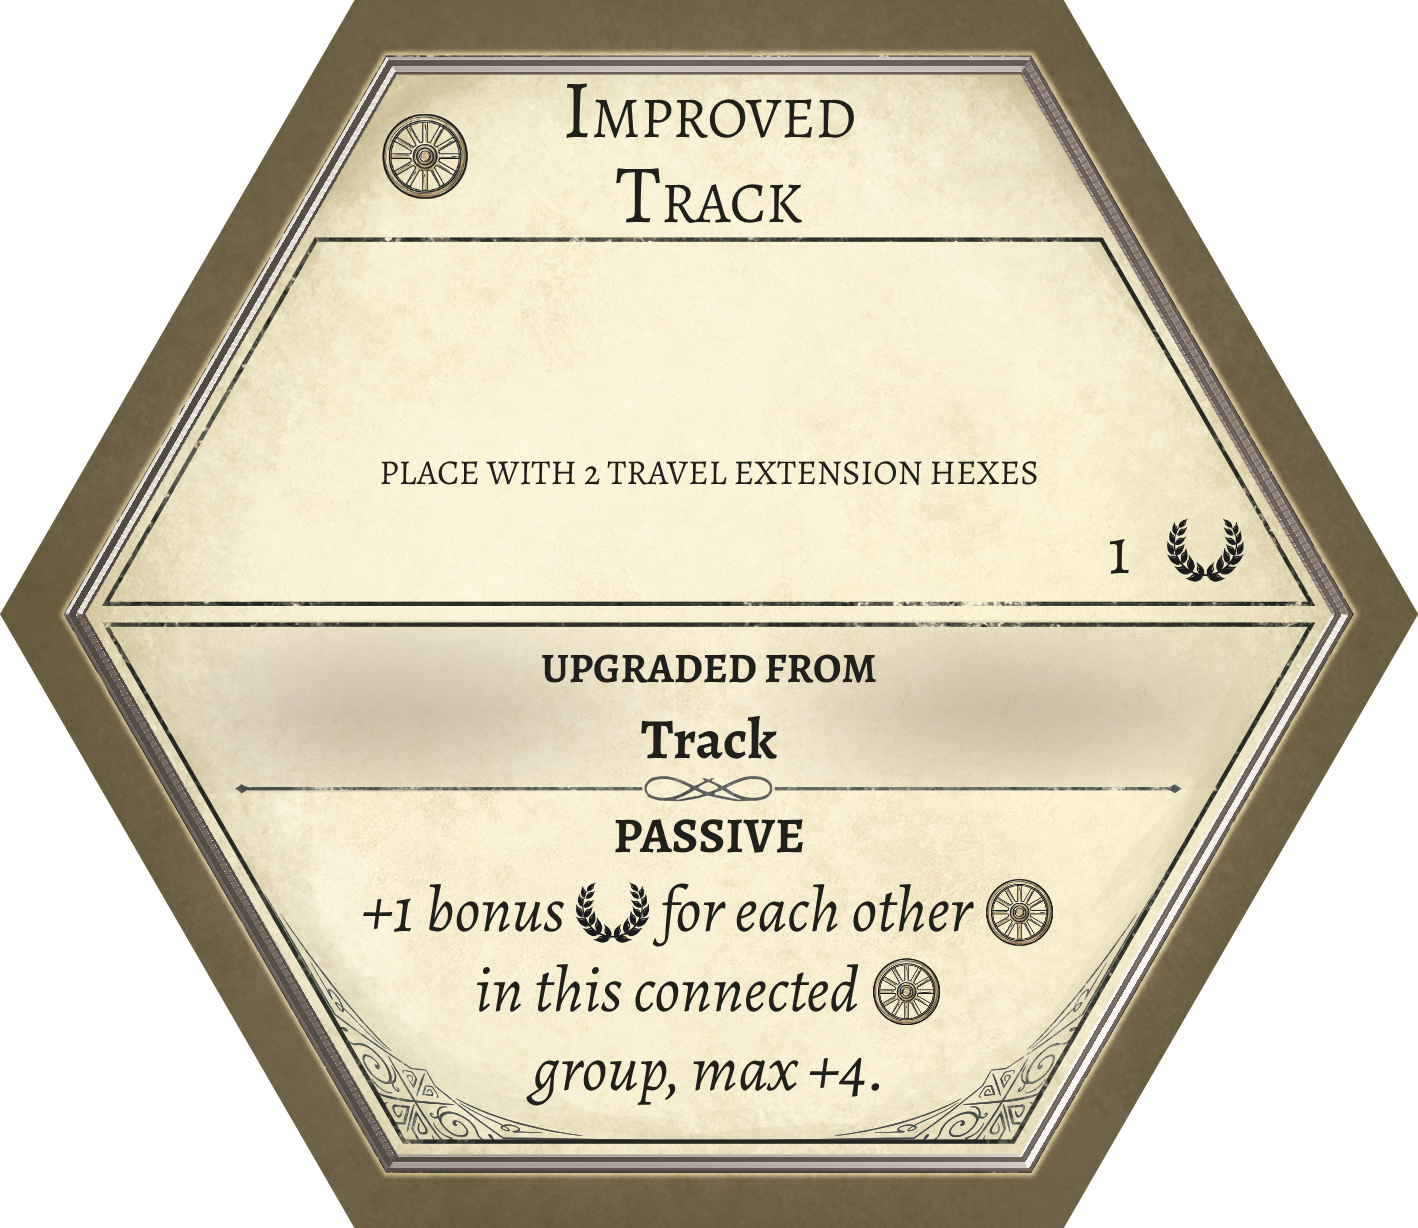 Improved
Track
PLACE WITH 2 TRAVEL EXTENSION HEXES
1
UPGRADED FROM
Track
PASSIVE
+1 bonus for each other
in this connected
group, max +4.